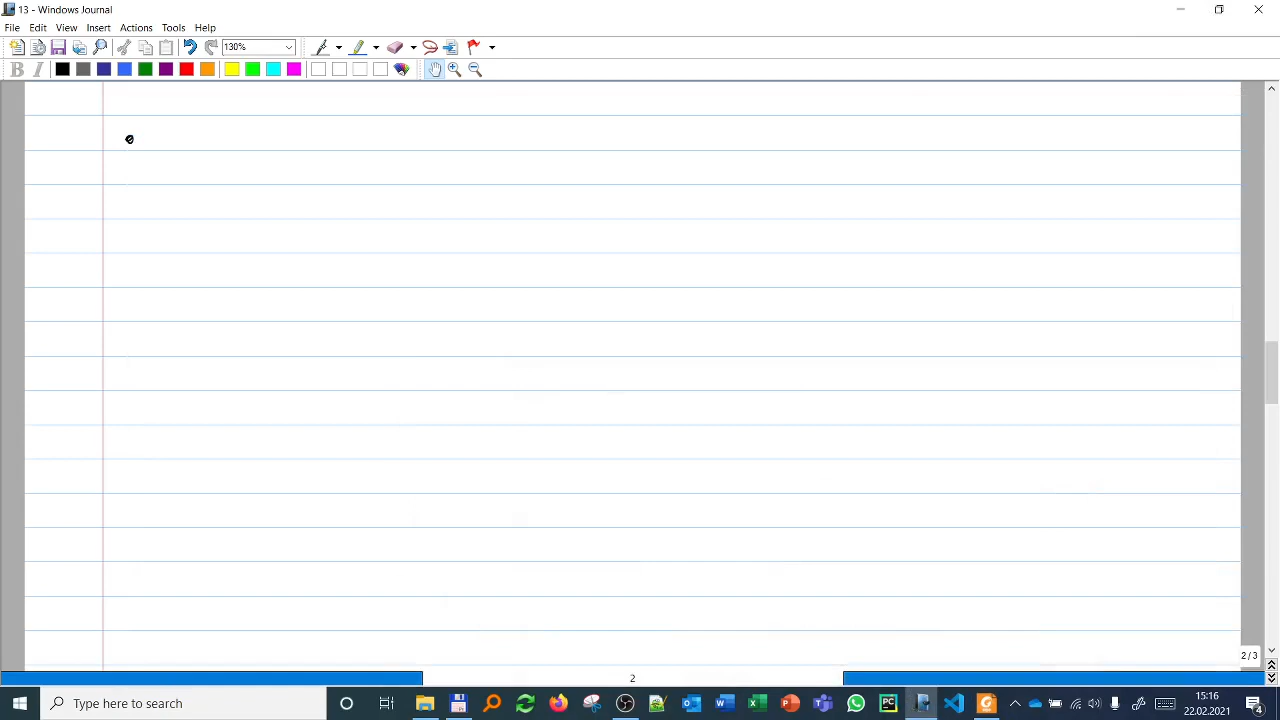 13 - Windows Journal
File Edit View Insert Actions Tools Help
130%
B I
2 / 3
2
Type here to search
15:16
22.02.2021